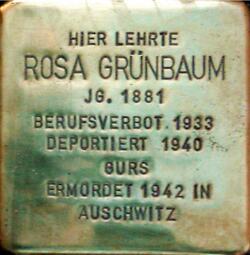 HIER LEHRTE
ROSA GRÜNBAUM
JG. 1881
BERUFSVERBOT 1933
DEPORTIERT 1940
GURS
ERMORDET 1942 IN
AUSCHWITZ